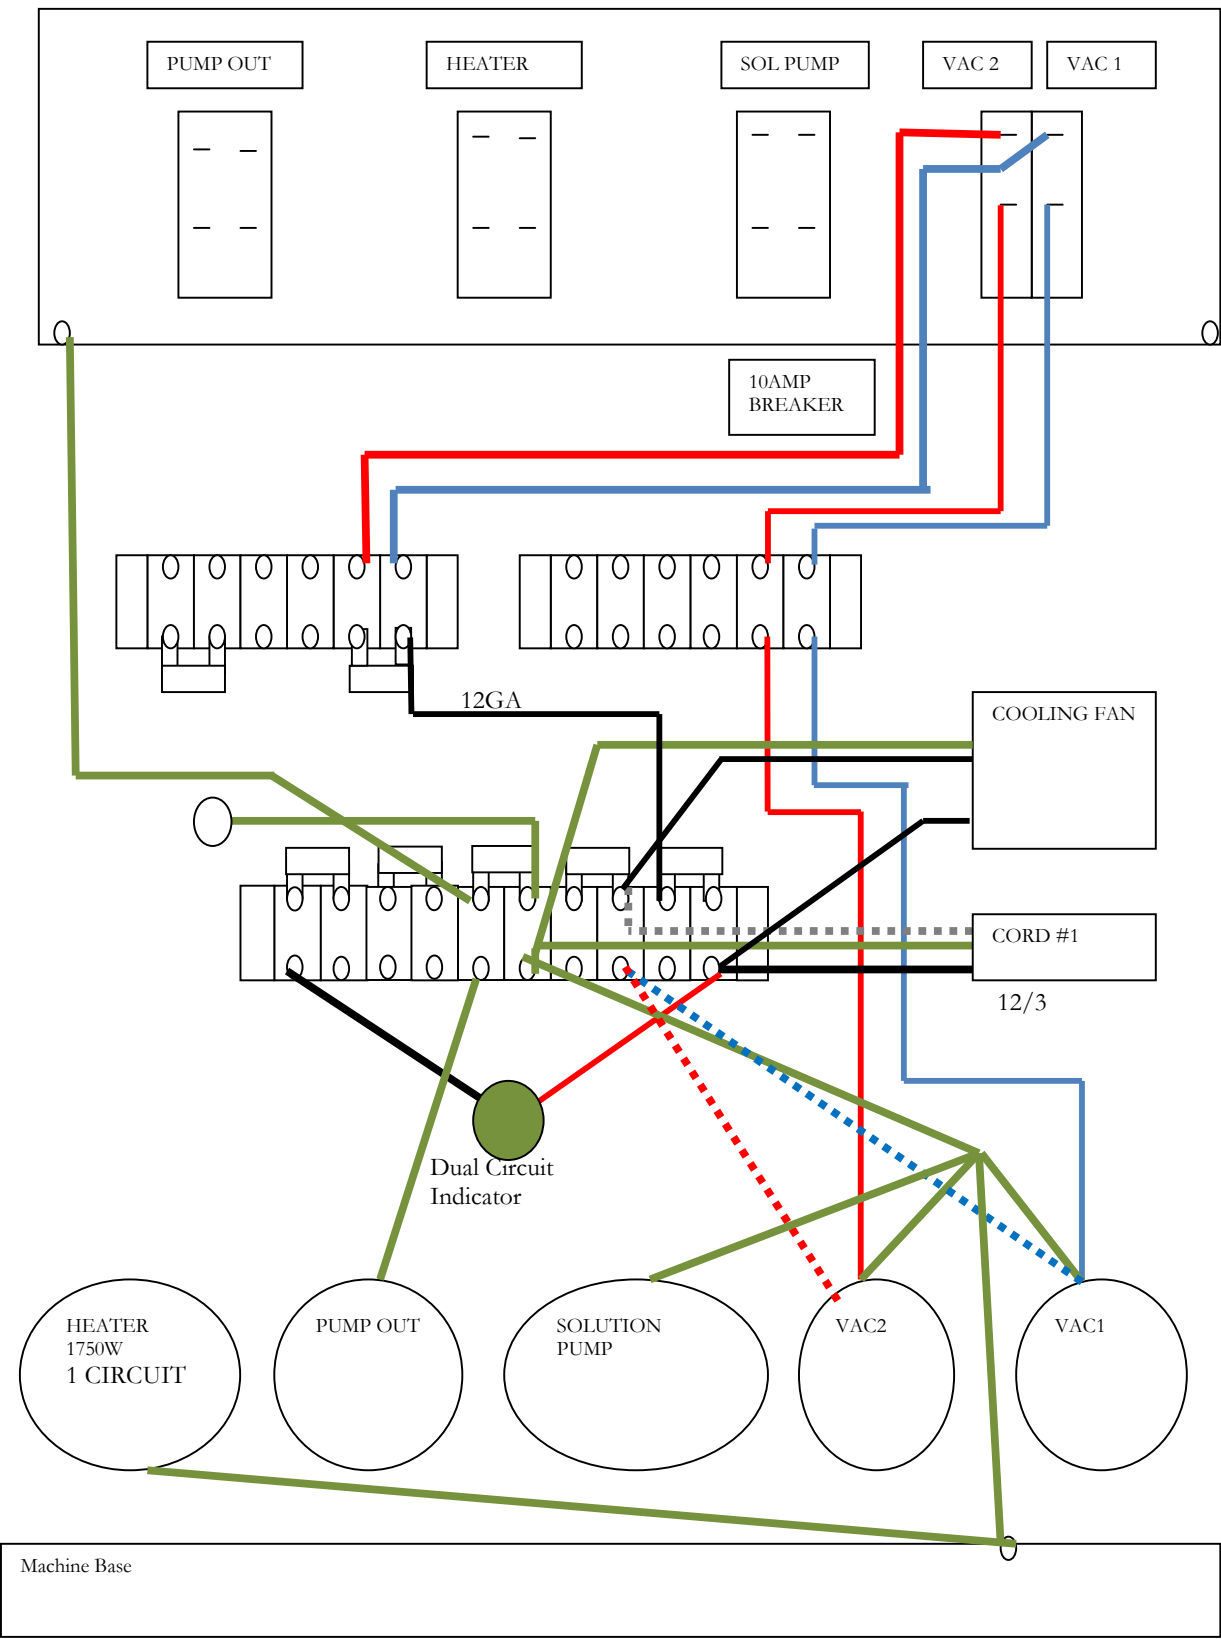 PUMP OUT
HEATER
SOL PUMP
VAC 2
VAC 1
10AMP
BREAKER
12GA
COOLING FAN
CORD #1
12/3
Dual Circuit
Indicator
HEATER
1750W
1 CIRCUIT
PUMP OUT
SOLUTION
PUMP
VAC2
VAC1
Machine Base